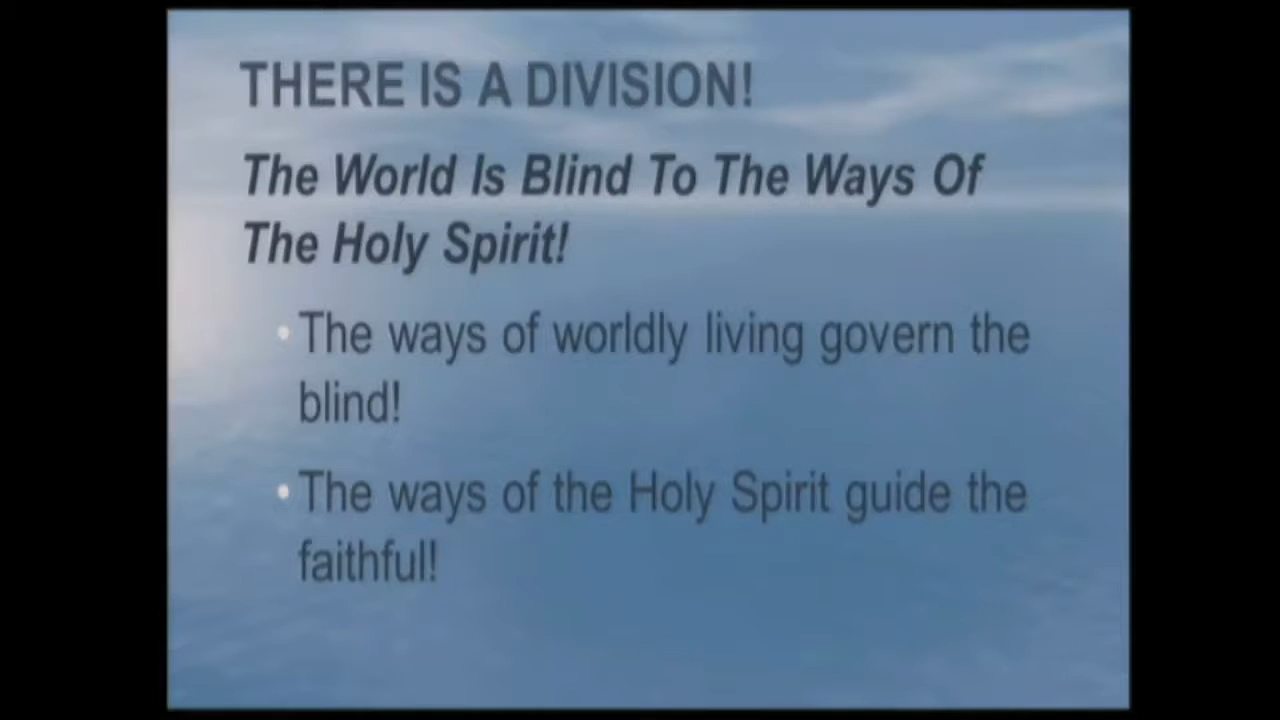 THERE IS A DIVISION!
The World Is Blind To The Ways Of
The Holy Spirit!
• The ways of worldly living govern the
blind!
• The ways of the Holy Spirit guide the
faithful!